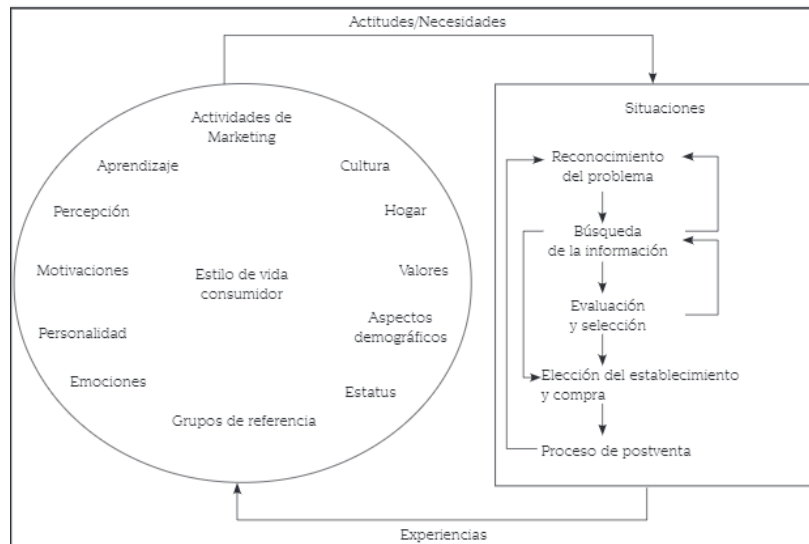 Actitudes/Necesidades
Actividades de
Marketing
Aprendizaje
Cultura
Percepción
Hogar
Motivaciones
Estilo de vida
consumidor
Valores
Personalidad
Aspectos
demográficos
Emociones
Estatus
Grupos de referencia
Situaciones
Reconocimiento
del problema
Búsqueda
de la información
Evaluación
y selección
Elección del establecimiento
y compra
Proceso de postventa
Experiencias